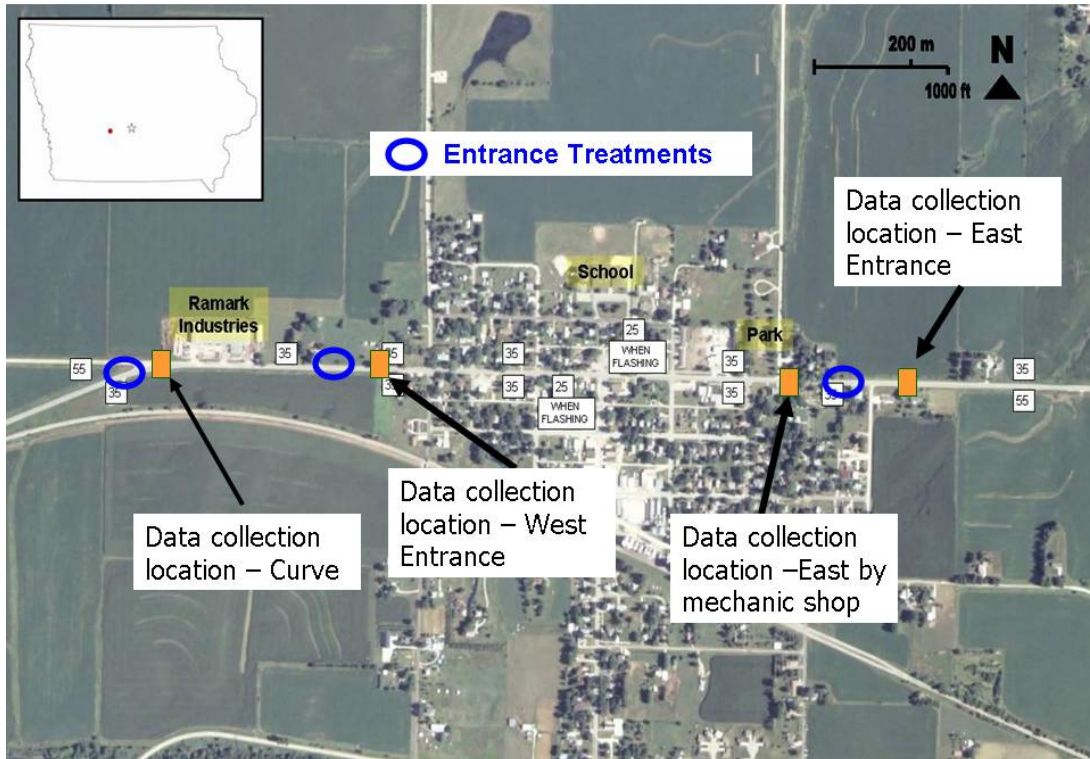 200 m
N
1000 ft
Entrance Treatments
Data collection
location – East
Entrance
School
Ramark
Industries
Park
25
WHEN
FLASHING
55
35
35
35
35
35
35
35
35
25
WHEN
FLASHING
35
35
55
Data collection
location – Curve
Data collection
location – West
Entrance
Data collection
location –East by
mechanic shop